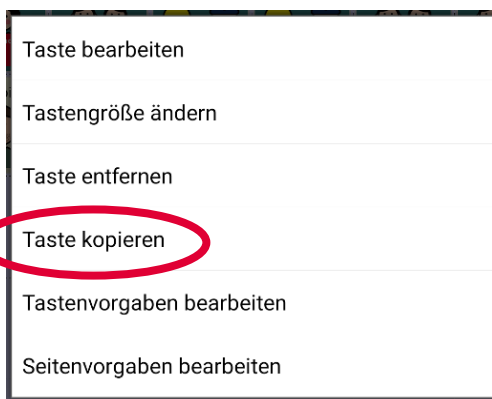 Taste bearbeiten
Tastengröße ändern
Taste entfernen
Taste kopieren
Tastenvorgaben bearbeiten
Seitenvorgaben bearbeiten